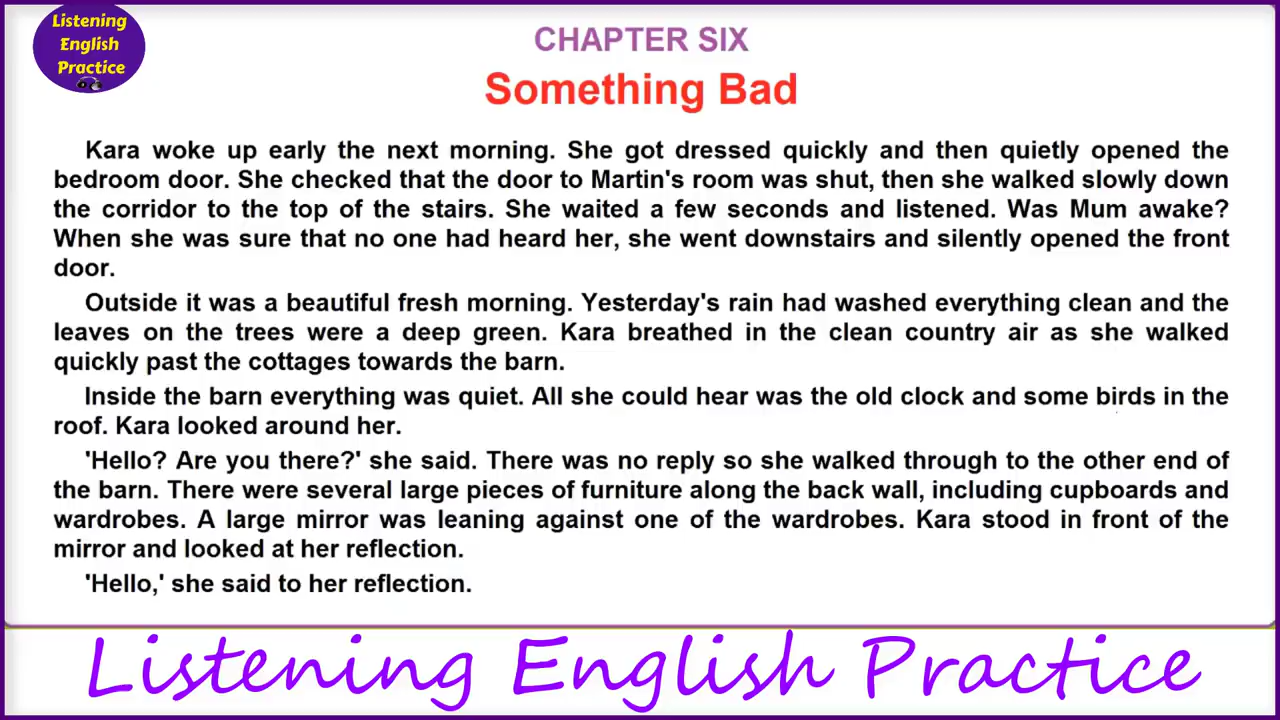 Listening
English
Practice
CHAPTER SIX
Something Bad
Kara woke up early the next morning. She got dressed quickly and then quietly opened the
bedroom door. She checked that the door to Martin's room was shut, then she walked slowly down
the corridor to the top of the stairs. She waited a few seconds and listened. Was Mum awake?
When she was sure that no one had heard her, she went downstairs and silently opened the front
door.
Outside it was a beautiful fresh morning. Yesterday's rain had washed everything clean and the
leaves on the trees were a deep green. Kara breathed in the clean country air as she walked
quickly past the cottages towards the barn.
Inside the barn everything was quiet. All she could hear was the old clock and some birds in the
roof. Kara looked around her.
'Hello? Are you there?' she said. There was no reply so she walked through to the other end of
the barn. There were several large pieces of furniture along the back wall, including cupboards and
wardrobes. A large mirror was leaning against one of the wardrobes. Kara stood in front of the
mirror and looked at her reflection.
'Hello,' she said to her reflection.
Listening English Practice